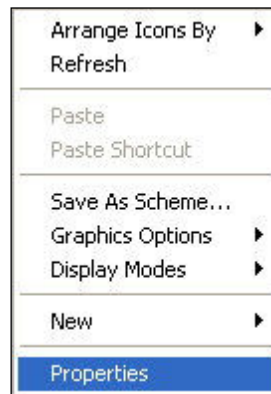 Arrange Icons By
Refresh
Paste
Paste Shortcut
Save As Scheme...
Graphics Options
Display Modes
New
Properties